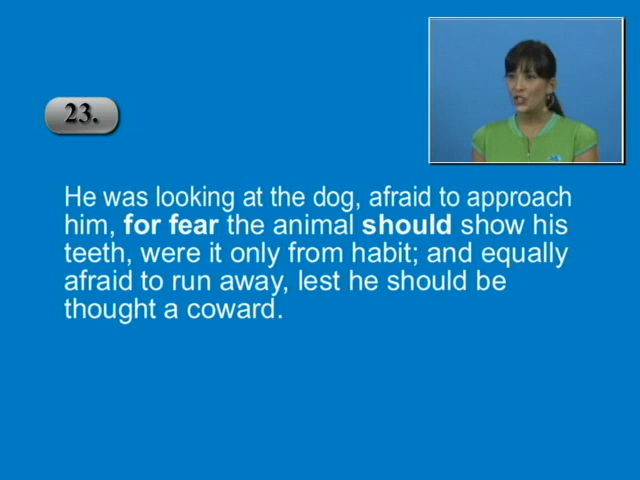 23.
He was looking at the dog, afraid to approach
him, for fear the animal should show his
teeth, were it only from habit; and equally
afraid to run away, lest he should be
thought a coward.